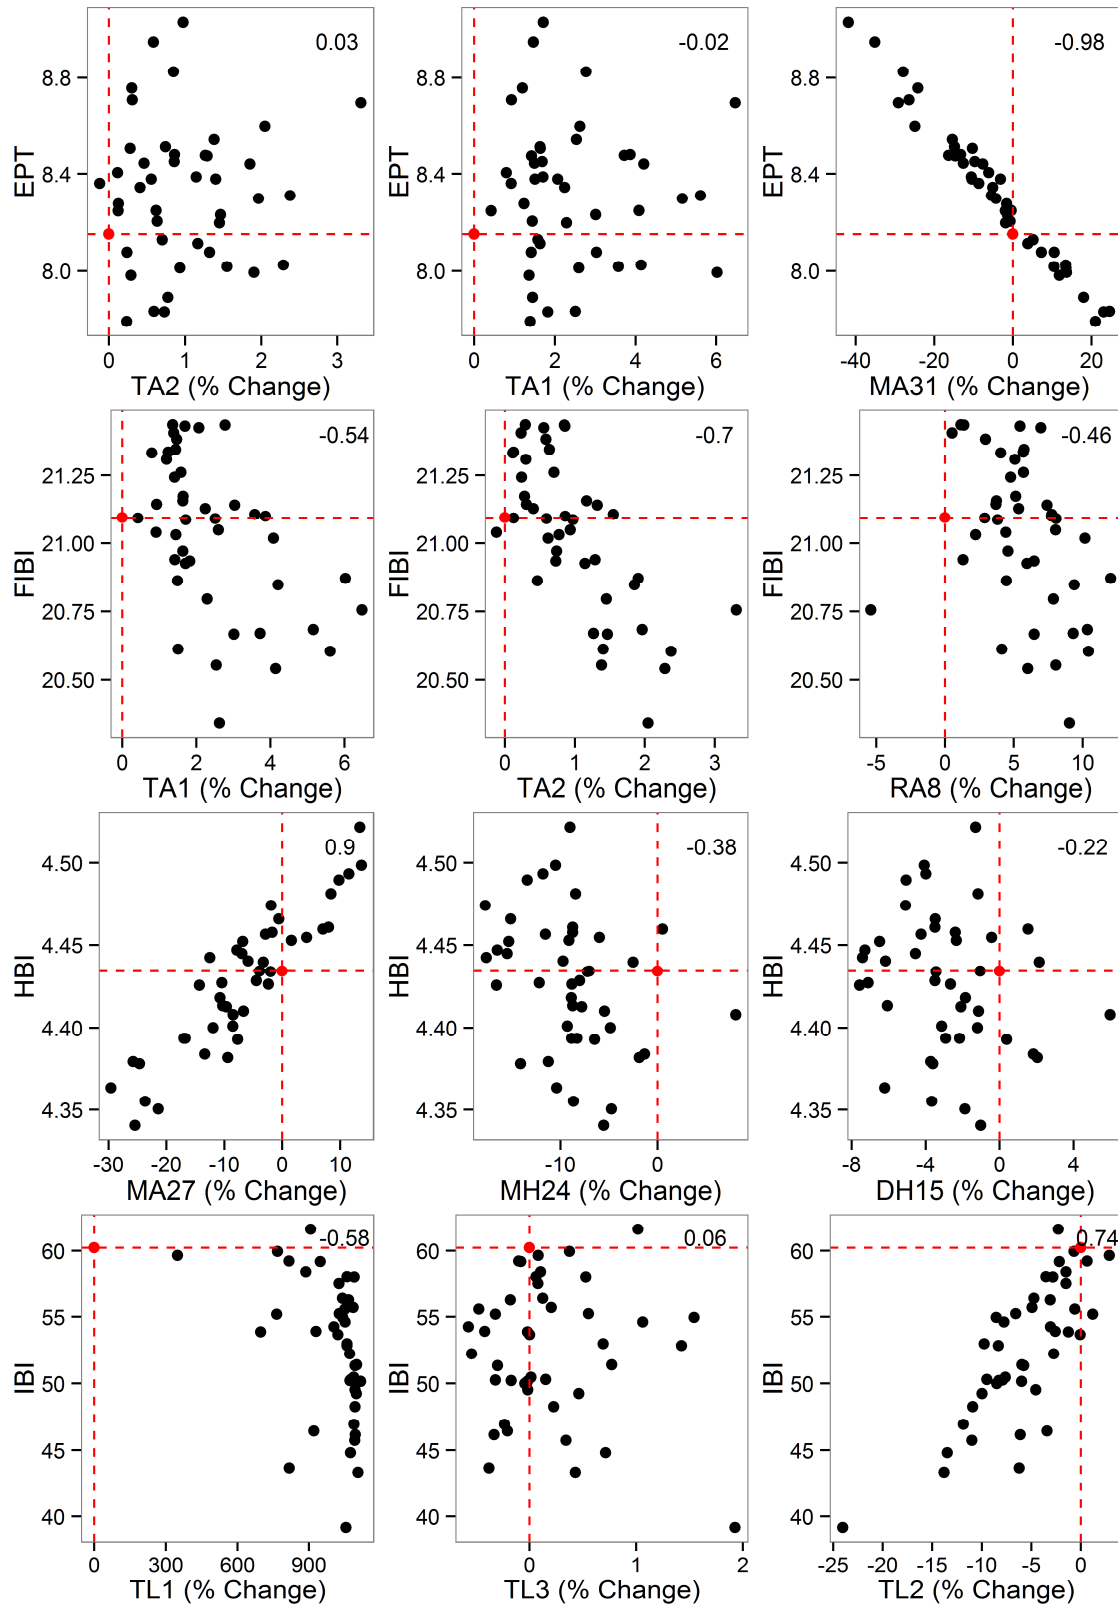 0.03 -0.02 -0.98
EPT EPT EPT
8.8 8.8 8.8
8.4 8.4 8.4
8.0 8.0 8.0
0 1 2 3 0 2 4 6 -40 -20 0 20
TA2 (% Change) TA1 (% Change) MA31 (% Change)
-0.54 -0.7 -0.46
FIBI FIBI FIBI
21.25 21.25 21.25
21.00 21.00 21.00
20.75 20.75 20.75
20.50 20.50 20.50
0 2 4 6 0 1 2 3 -5 0 5 10
TA1 (% Change) TA2 (% Change) RA8 (% Change)
0.9 -0.38 -0.22
HBI HBI HBI
4.50 4.50 4.50
4.45 4.45 4.45
4.40 4.40 4.40
4.35 4.35 4.35
-30 -20 -10 0 10 -10 0 -8 -4 0 4
MA27 (% Change) MH24 (% Change) DH15 (% Change)
-0.58 0.06 0.74
IBI IBI IBI
60 60 60
55 55 55
50 50 50
45 45 45
40 40 40
0 300 600 900 0 1 2 -25 -20 -15 -10 -5 0
TL1 (% Change) TL3 (% Change) TL2 (% Change)